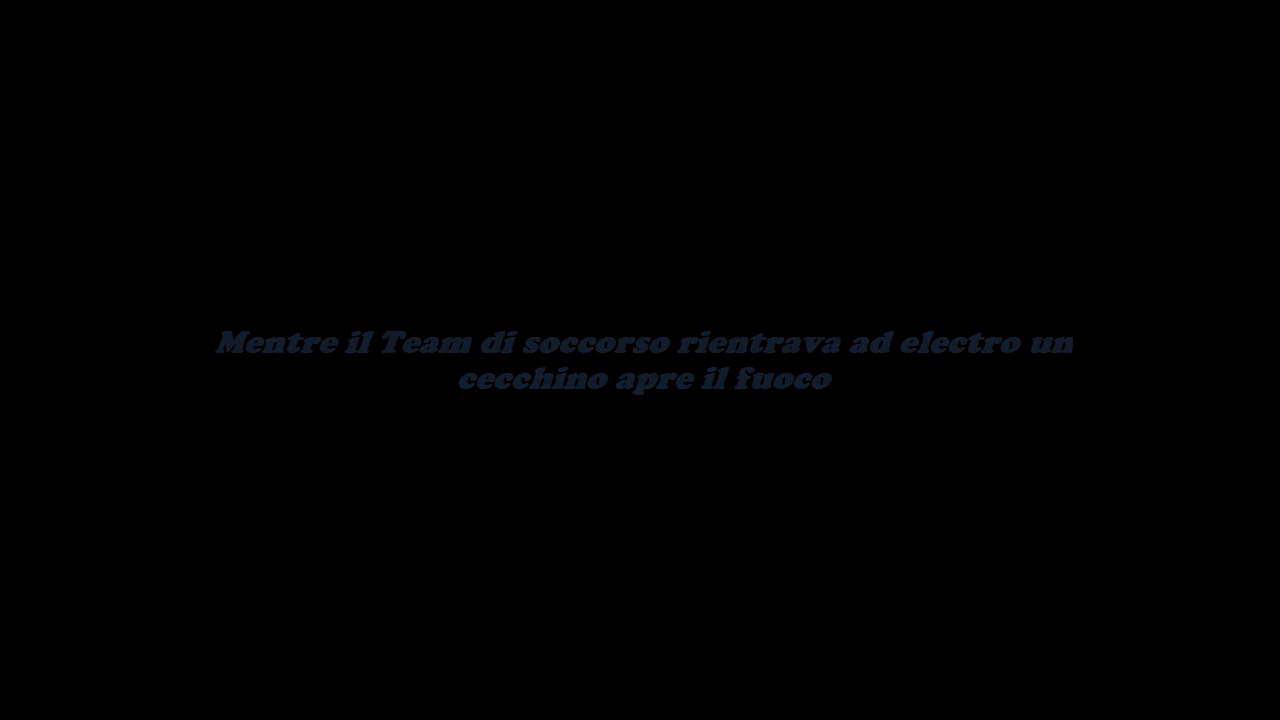 Mentre il Team di soccorso rientrava ad electro un
cecchino apre il fuoco